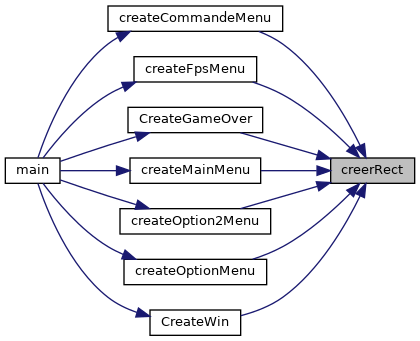 createCommandeMenu
createFpsMenu
CreateGameOver
main
createMainMenu
creerRect
createOption2Menu
createOptionMenu
CreateWin